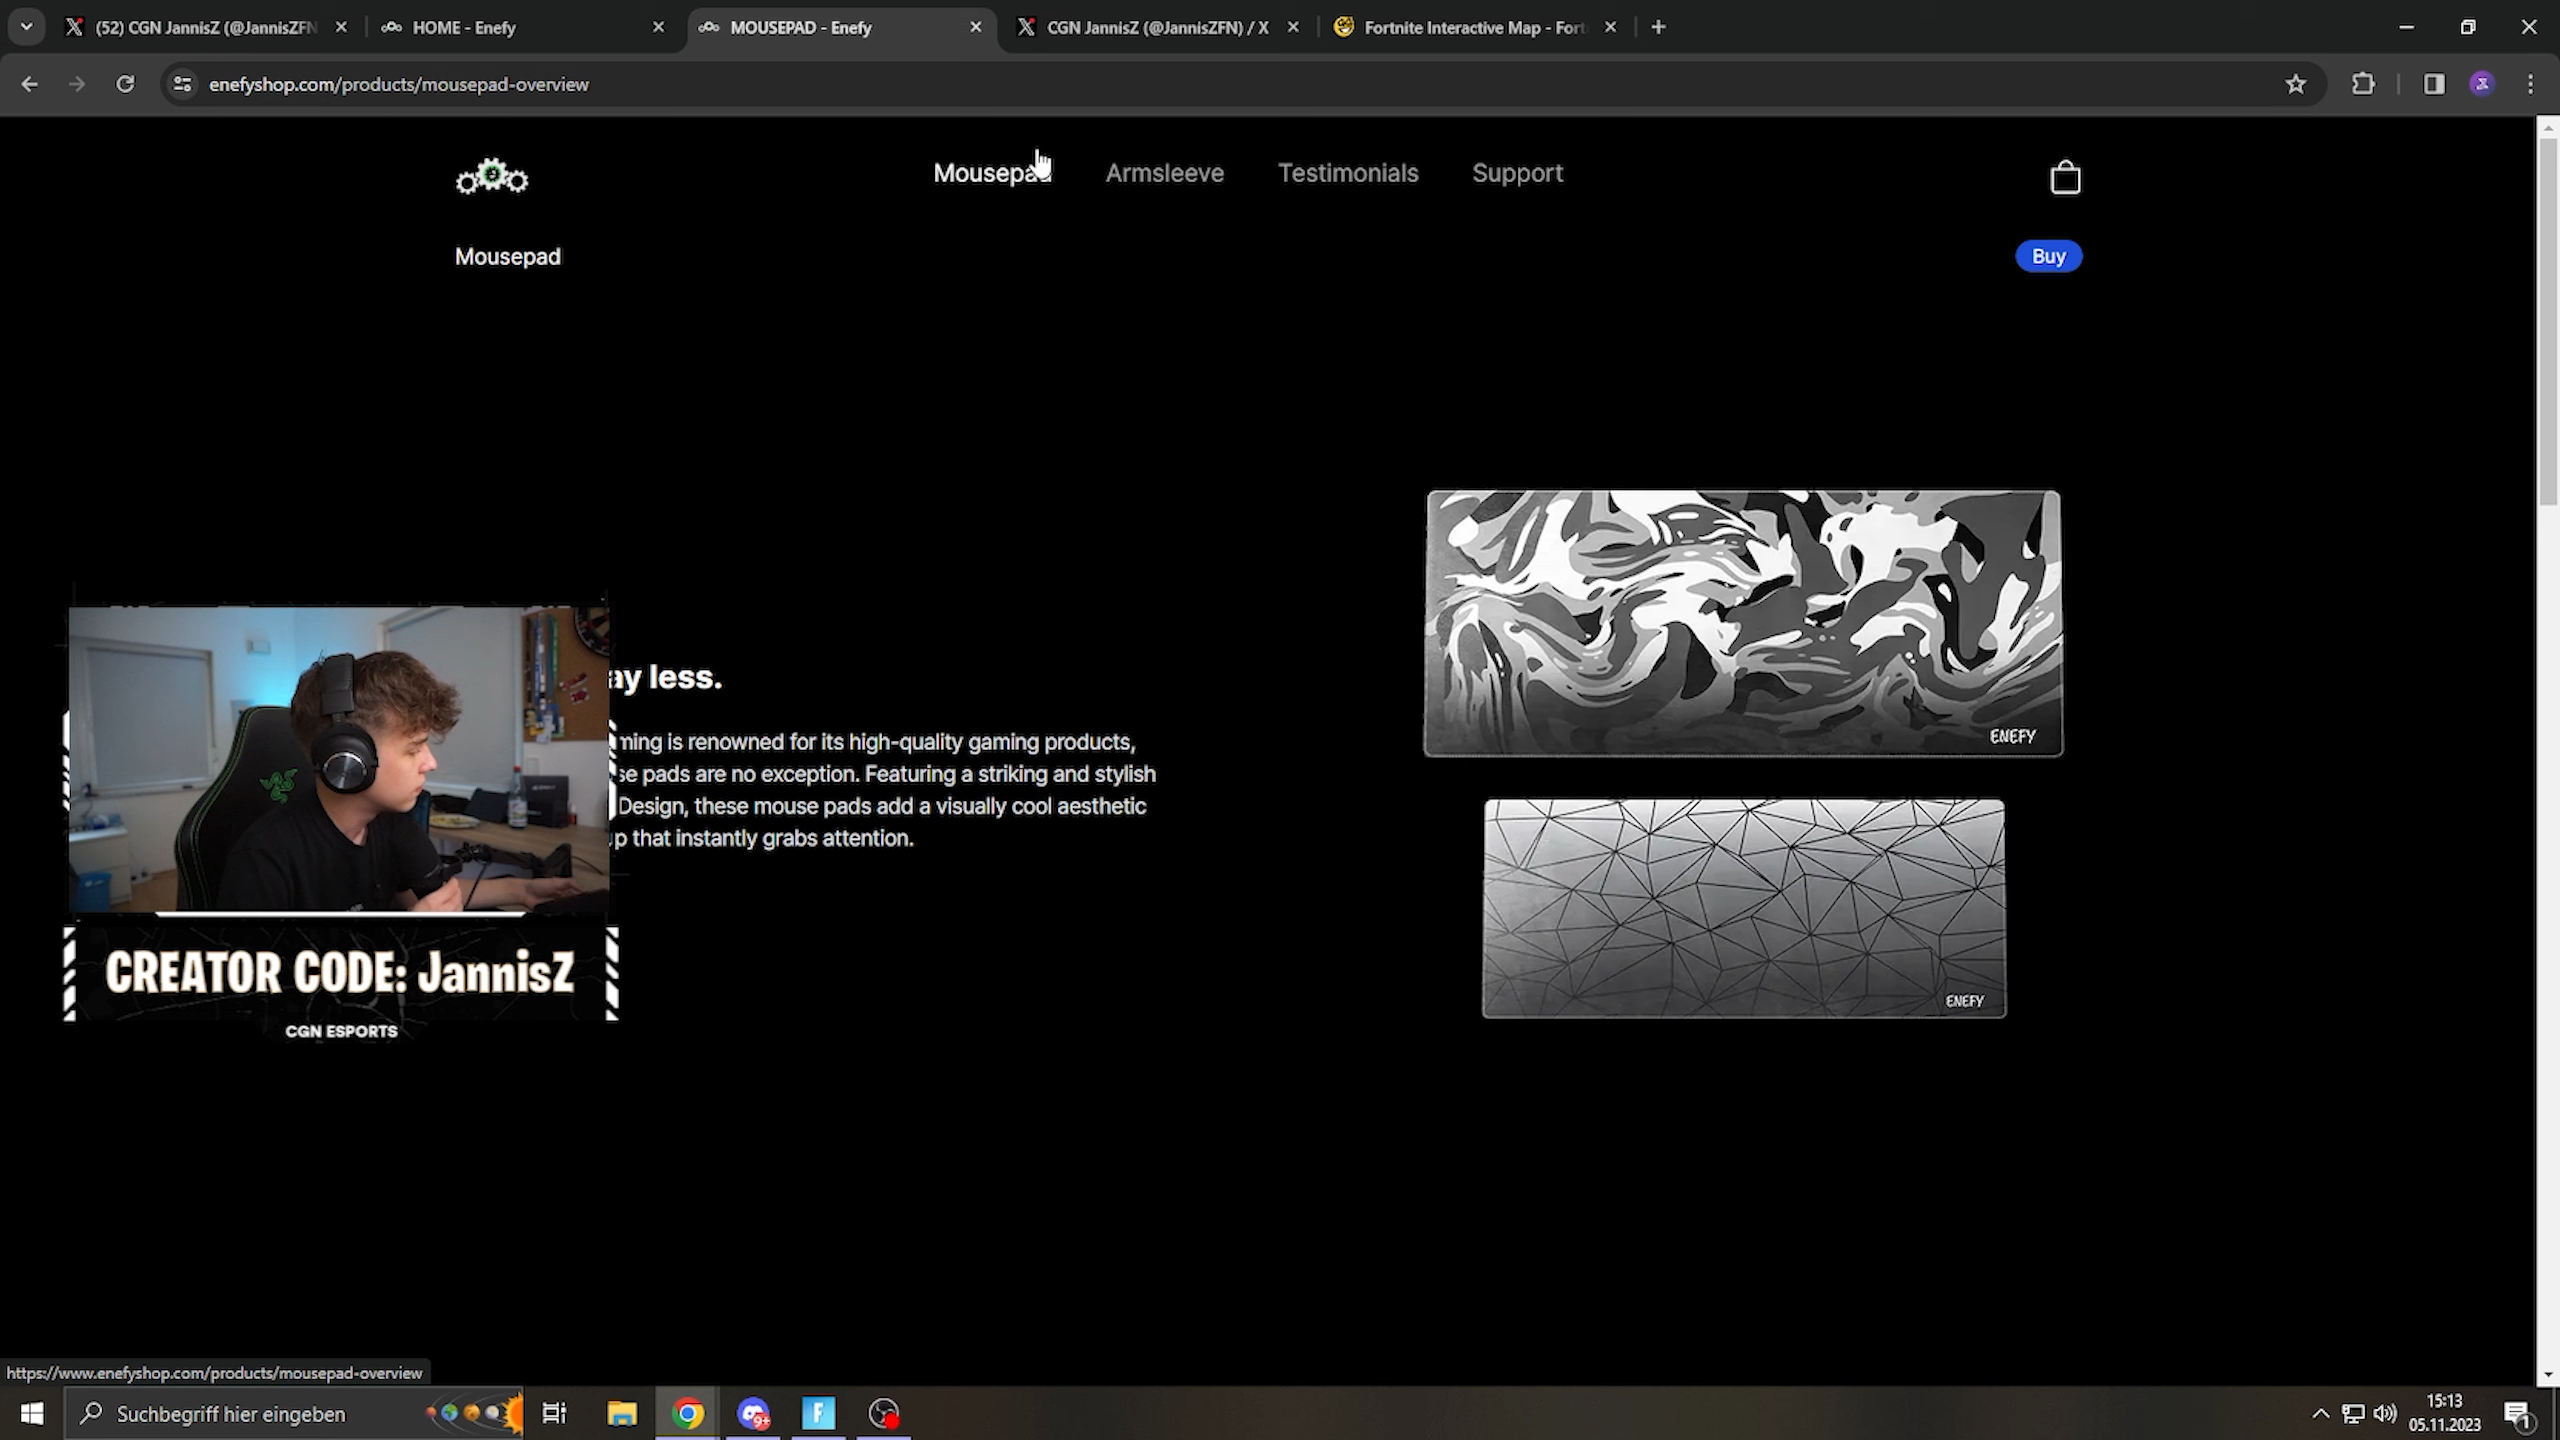 (52) CGN JannisZ (@JannisZFN
HOME - Enefy
MOUSEPAD - Enefy
CGN JannisZ (@JannisZFN) / X
Fortnite Interactive Map - Fort
enefyshop.com/products/mousepad-overview
Mousepad
Armsleeve
Testimonials
Support
Mousepad
Buy
ay less.
ming is renowned for its high-quality gaming products,
se pads are no exception. Featuring a striking and stylish
Design, these mouse pads add a visually cool aesthetic
up that instantly grabs attention.
ENEFY
ENEFY
CREATOR CODE: JannisZ
CGN ESPORTS
https://www.enefyshop.com/products/mousepad-overview
Suchbegriff hier eingeben
9+
F
15:13
05.11.2023
1